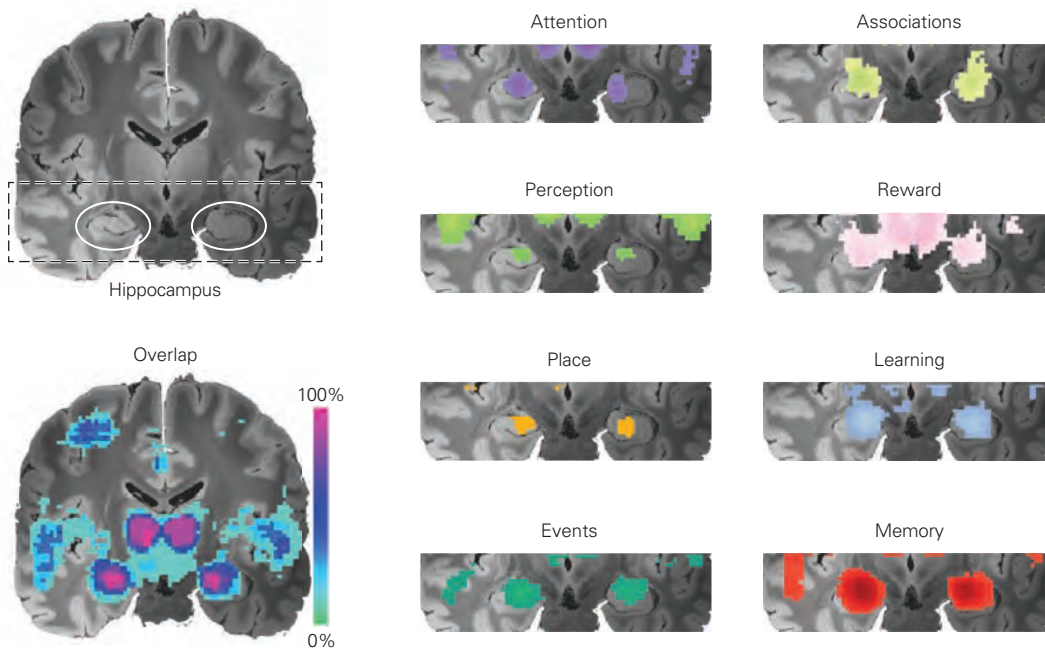 Hippocampus
Overlap
100%
0%
Attention
Associations
Perception
Reward
Place
Learning
Events
Memory